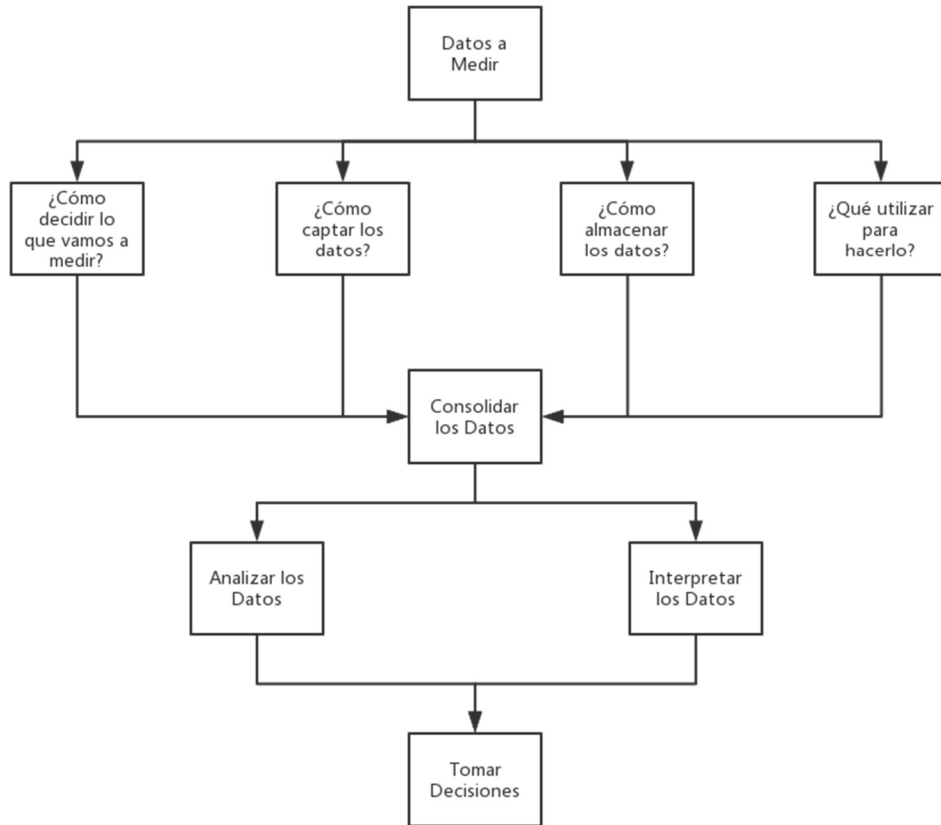 Datos a
Medir
¿Cómo
decidir lo
que vamos a
medir?
¿Cómo
captar los
datos?
¿Cómo
almacenar
los datos?
¿Qué utilizar
para
hacerlo?
Consolidar
los Datos
Analizar los
Datos
Interpretar
los Datos
Tomar
Decisiones